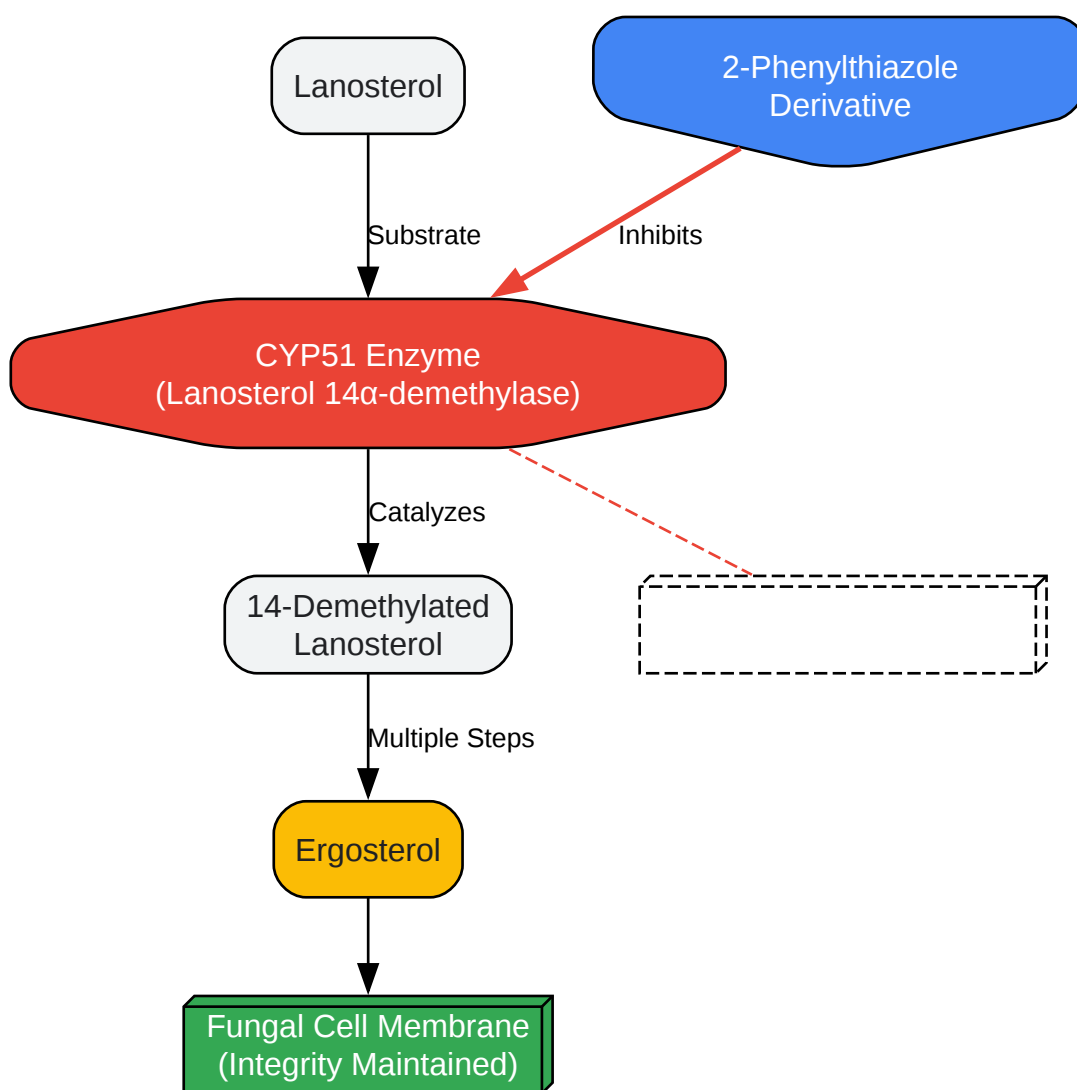 Lanosterol
2-Phenylthiazole
Derivative
Substrate
Inhibits
CYP51 Enzyme
(Lanosterol 14α-demethylase)
Catalyzes
14-Demethylated
Lanosterol
Multiple Steps
Ergosterol
Fungal Cell Membrane
(Integrity Maintained)